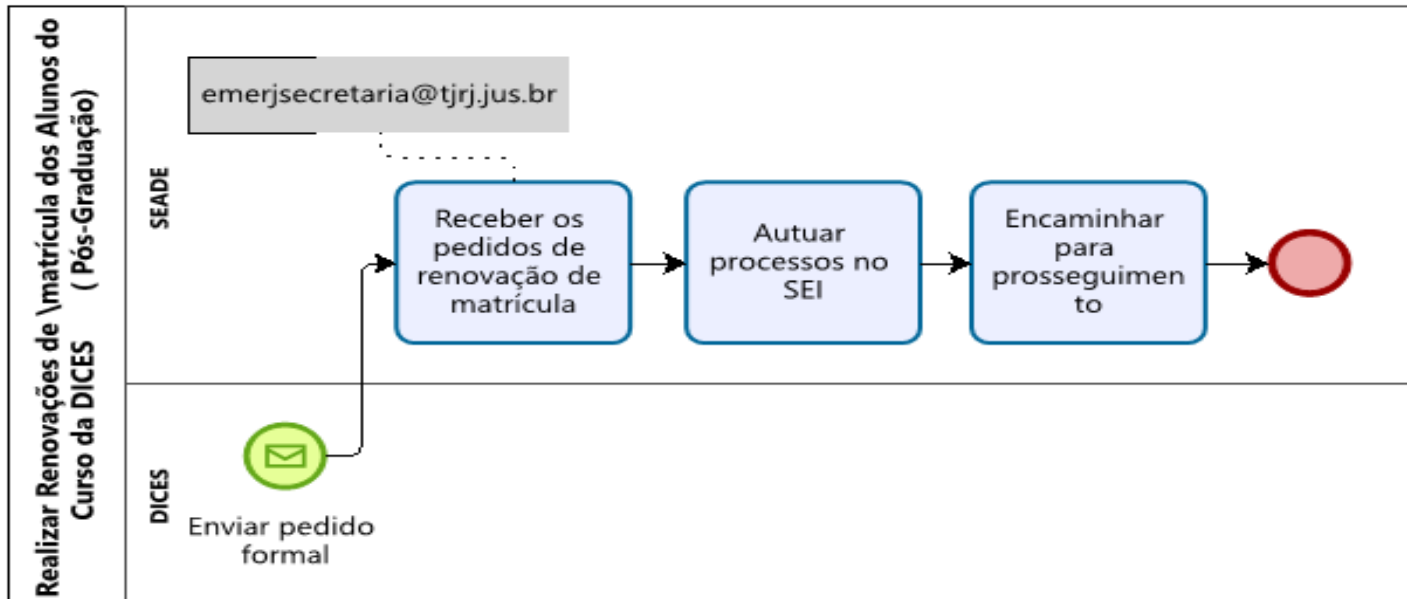 Realizar Renovações de \matrícula dos Alunos do
Curso da DICES      ( Pós-Graduação)
SEADE
emerjsecretaria@tjrj.jus.br
Receber os
pedidos de
renovação de
matrícula
Autuar
processos no
SEI
Encaminhar
para
prosseguimen
to
DICES
Enviar pedido
formal